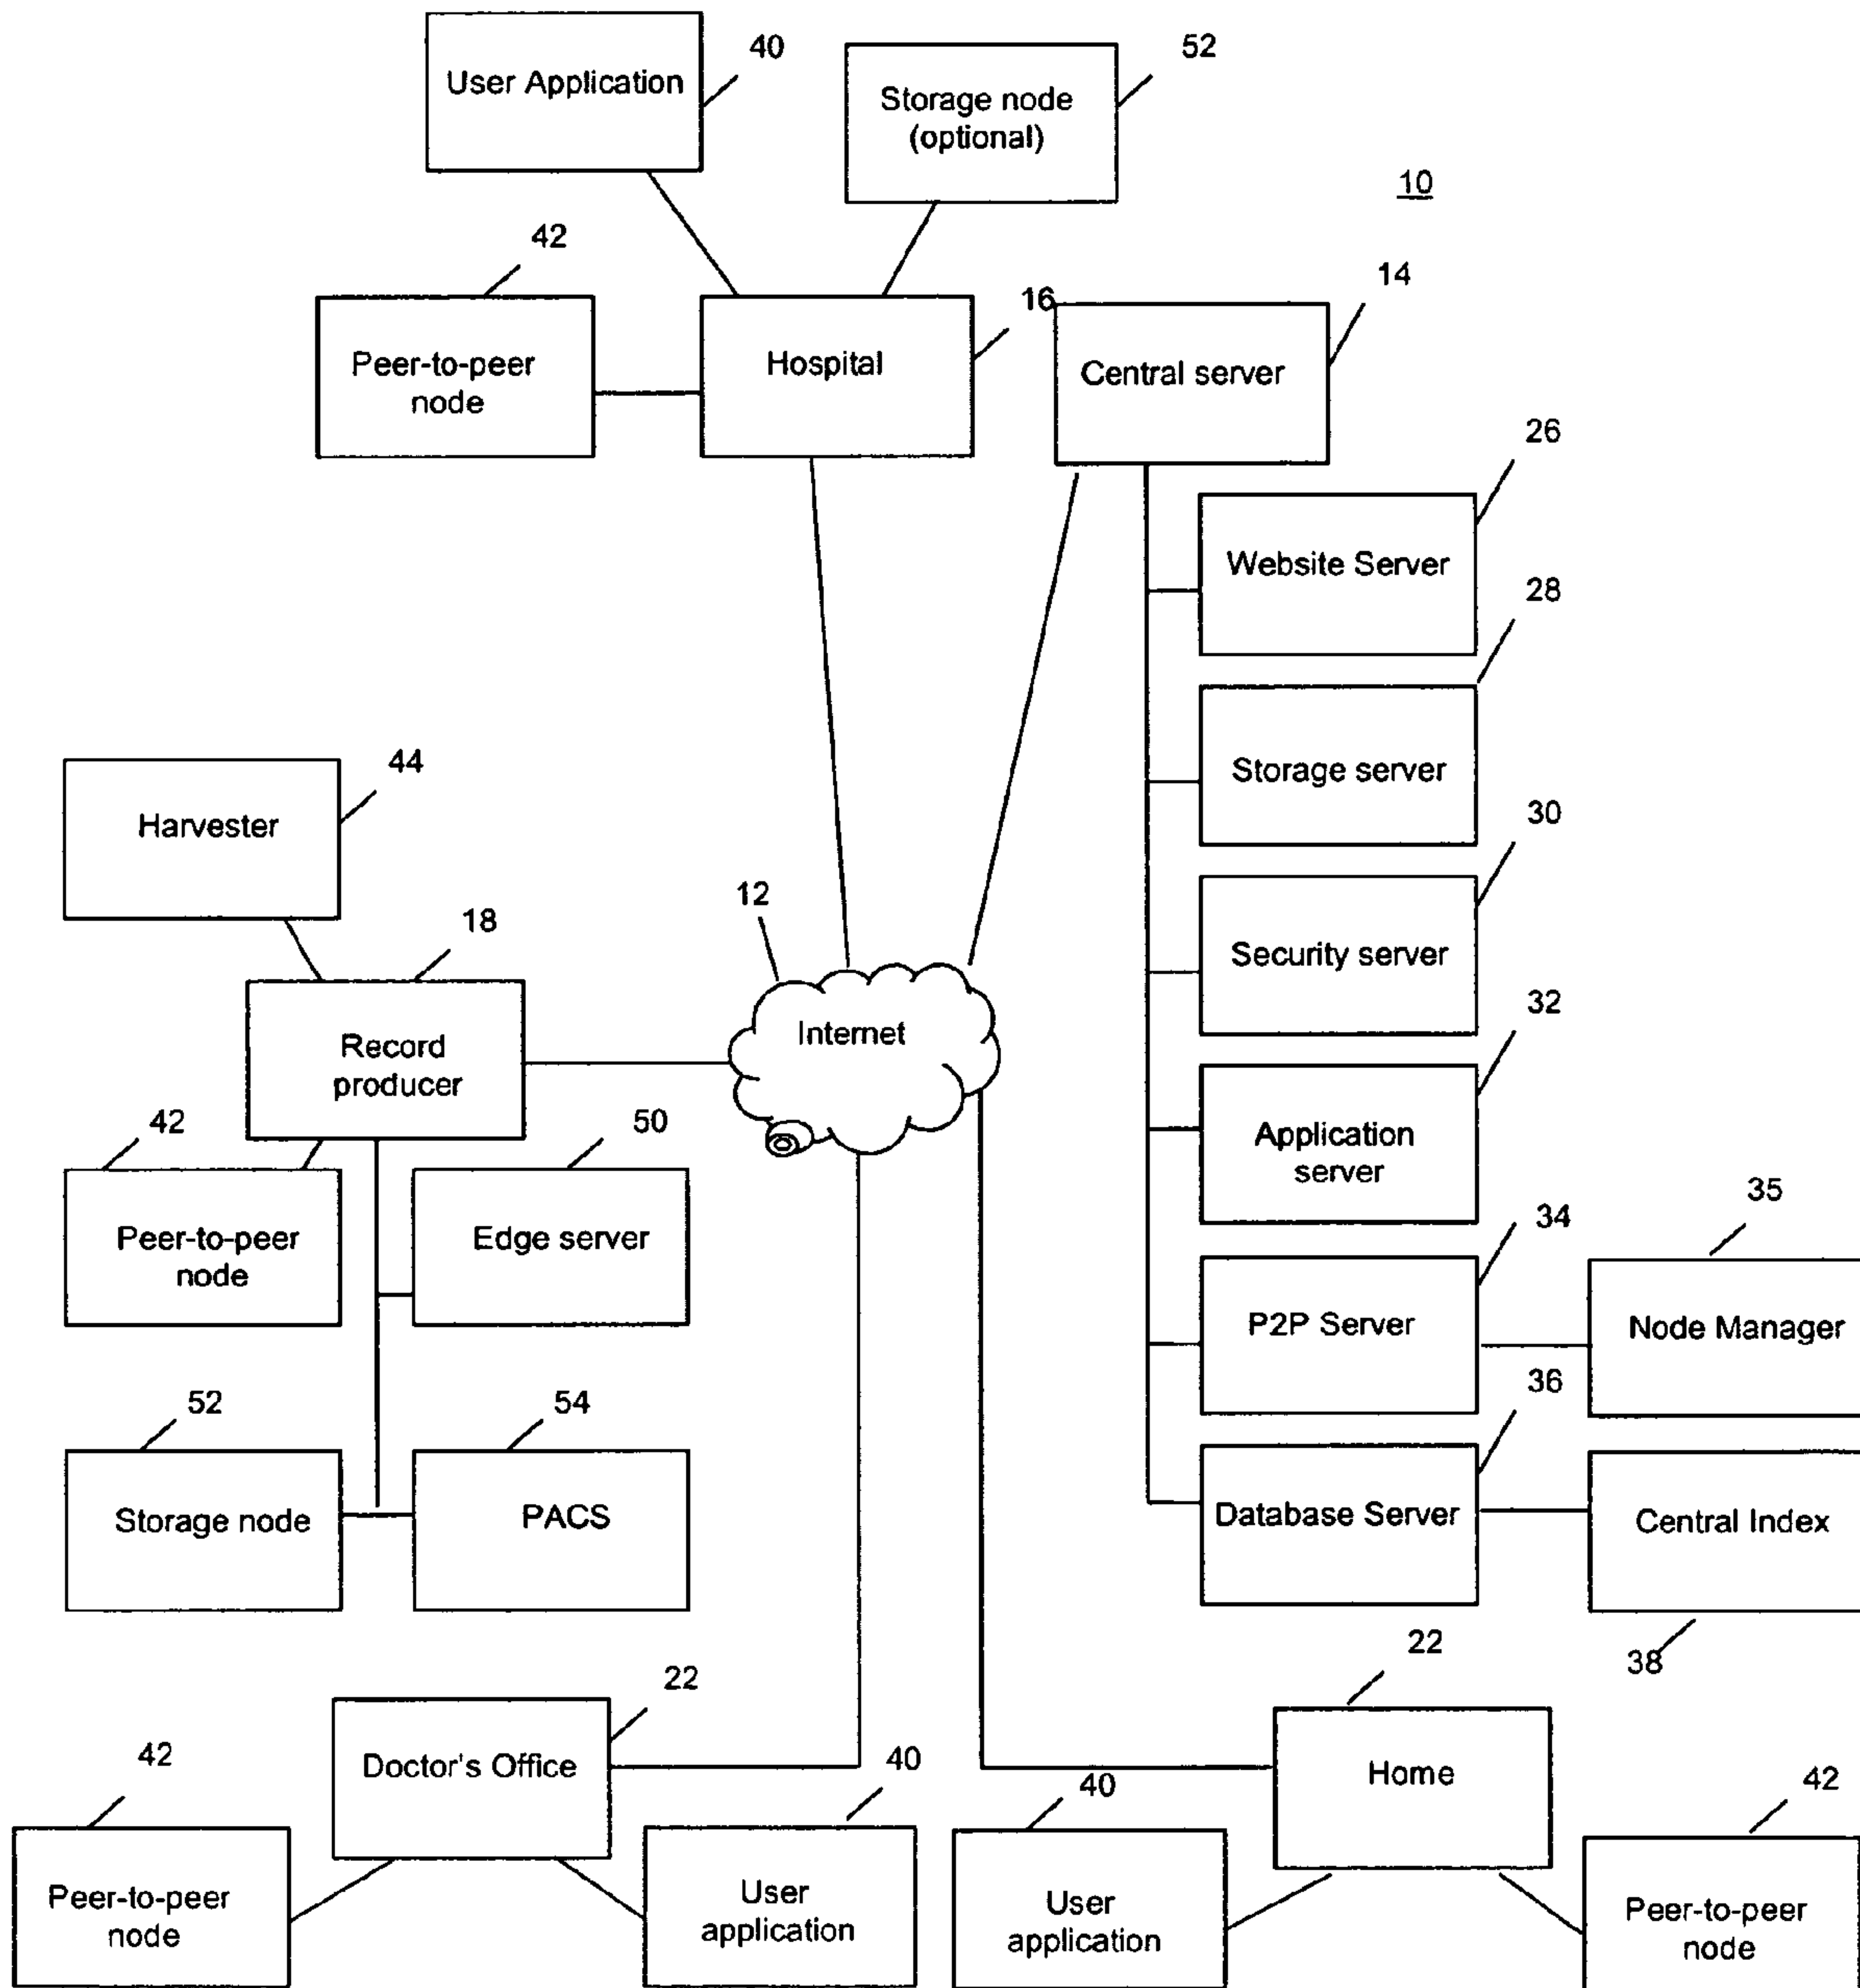 40
User Application
52
Storage node
(optional)
10
42
Peer-to-peer
node
16
Hospital
14
Central server
26
Website Server
28
Storage server
30
Security server
32
Application
server
34
P2P Server
35
Node Manager
36
Database Server
Central Index
38
44
Harvester
18
Record
producer
12
Internet
42
Peer-to-peer
node
50
Edge server
52
Storage node
54
PACS
22
Doctor's Office
42
Peer-to-peer
node
40
User
application
22
Home
40
User
application
42
Peer-to-peer
node